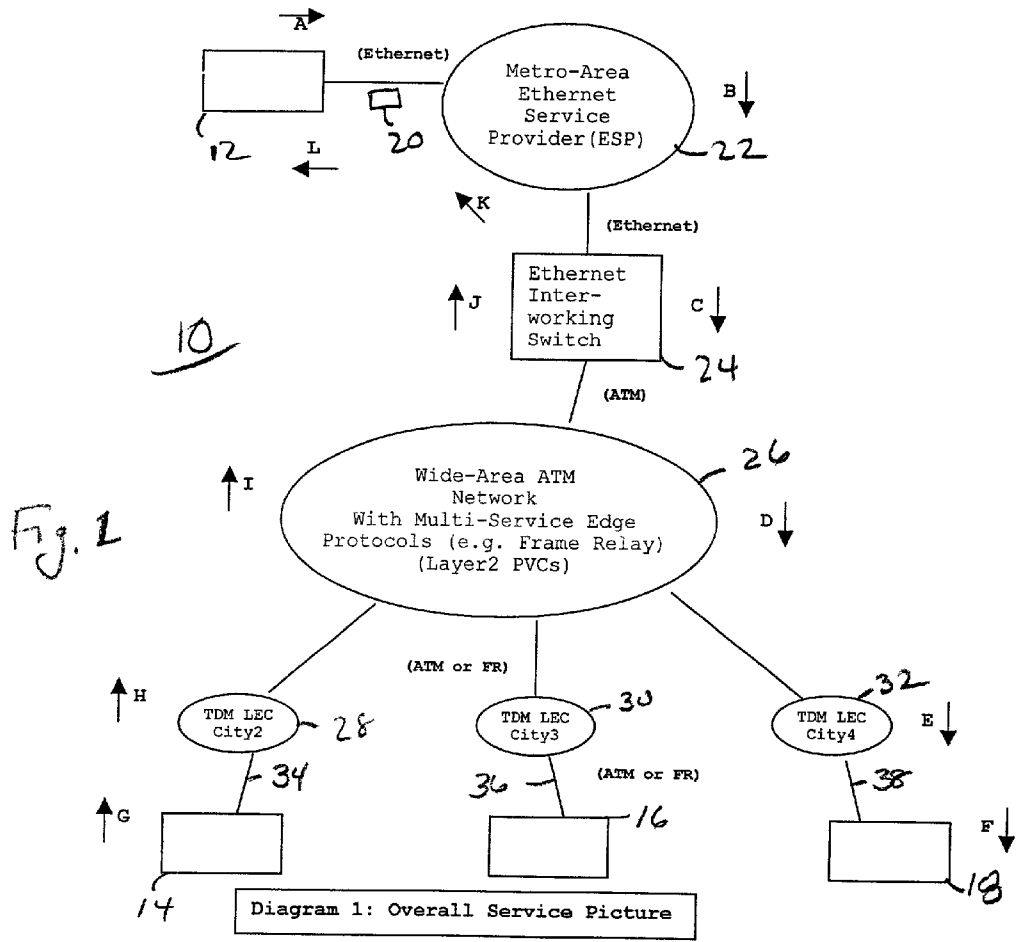 A
(Ethernet)
12
L
20
Metro-Area
Ethernet
Service
Provider(ESP)
B
22
K
(Ethernet)
J
Ethernet
Inter-
working
Switch
C
24
10
(ATM)
26
I
Wide-Area ATM
Network
With Multi-Service Edge
Protocols (e.g. Frame Relay)
(Layer2 PVCs)
D
Fig. 1
(ATM or FR)
H
TDM LEC
City2
28
TDM LEC
City3
30
TDM LEC
City4
32
E
34
36
(ATM or FR)
38
G
16
F
14
18
Diagram 1: Overall Service Picture